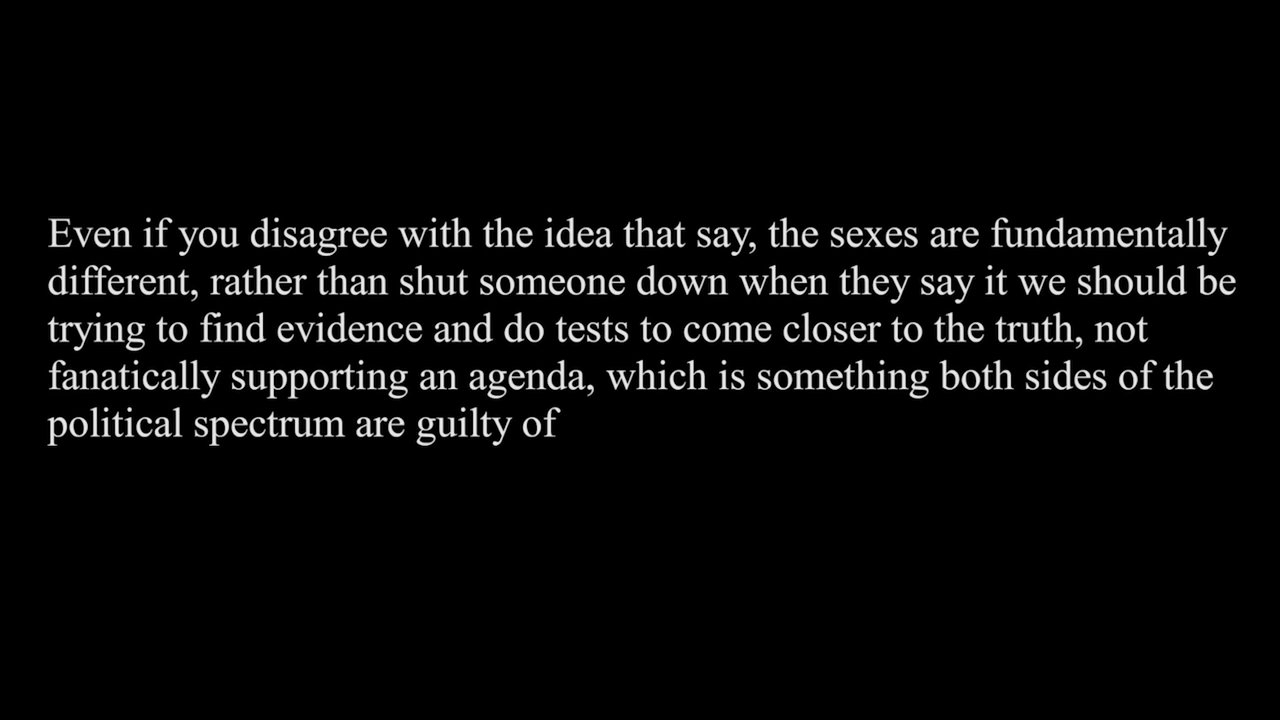 Even if you disagree with the idea that say, the sexes are fundamentally
different, rather than shut someone down when they say it we should be
trying to find evidence and do tests to come closer to the truth, not
fanatically supporting an agenda, which is something both sides of the
political spectrum are guilty of